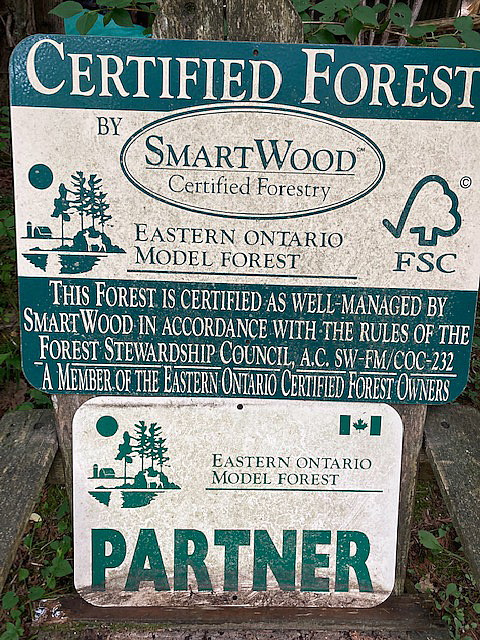 CERTIFIED FOREST
BY
SMARTWOOD℠
Certified Forestry
©
FSC
EASTERN ONTARIO
MODEL FOREST
THIS FOREST IS CERTIFIED AS WELL-MANAGED BY
SMARTWOOD IN ACCORDANCE WITH THE RULES OF THE
FOREST STEWARDSHIP COUNCIL, A.C. SW-FM/COC-232
A MEMBER OF THE EASTERN ONTARIO CERTIFIED FOREST OWNERS
EASTERN ONTARIO
MODEL FOREST
PARTNER